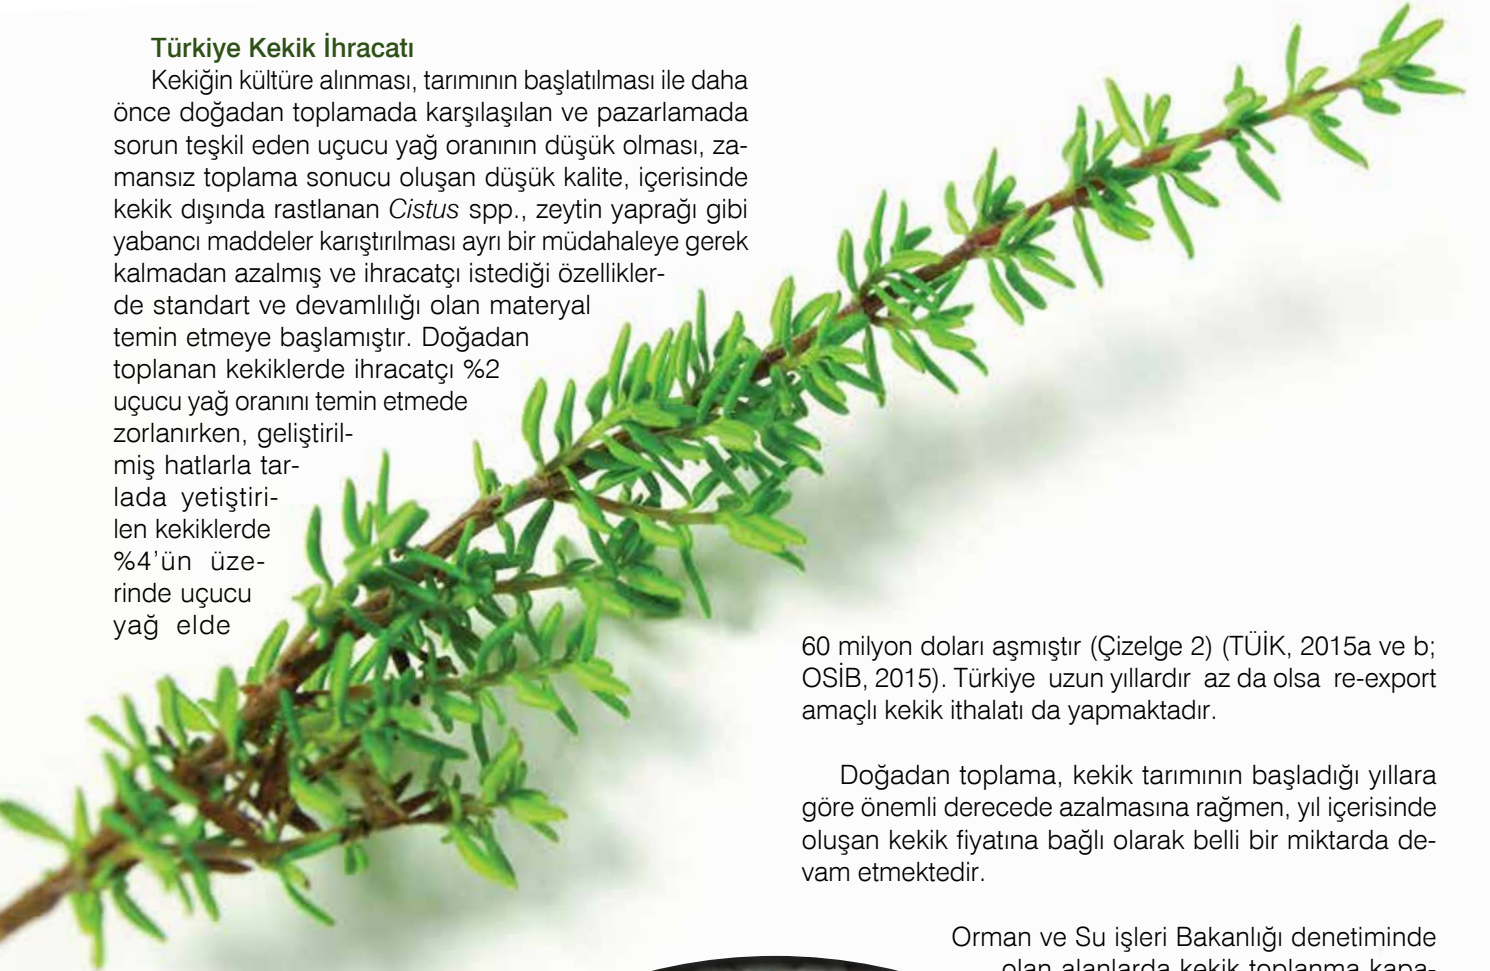 Türkiye Kekik İhracatı
Kekiğin kültüre alınması, tarımının başlatılması ile daha
önce doğadan toplamada karşılaşılan ve pazarlamada
sorun teşkil eden uçucu yağ oranının düşük olması, za-
mansız toplama sonucu oluşan düşük kalite, içerisinde
kekik dışında rastlanan Cistus spp., zeytin yaprağı gibi
yabancı maddeler karıştırılması ayrı bir müdahaleye gerek
kalmadan azalmış ve ihracatçı istediği özellikler-
de standart ve devamlılığı olan materyal
temin etmeye başlamıştır. Doğadan
toplanan kekiklerde ihracatçı %2
uçucu yağ oranını temin etmede
zorlanırken, geliştiril-
miş hatlarla tar-
lada yetiştiri-
len kekiklerde
%4’ün üze-
rinde uçucu
yağ elde
60 milyon doları aşmıştır (Çizelge 2) (TÜİK, 2015a ve b;
OSİB, 2015). Türkiye uzun yıllardır az da olsa re-export
amaçlı kekik ithalatı da yapmaktadır.
Doğadan toplama, kekik tarımının başladığı yıllara
göre önemli derecede azalmasına rağmen, yıl içerisinde
oluşan kekik fiyatına bağlı olarak belli bir miktarda de-
vam etmektedir.
Orman ve Su işleri Bakanlığı denetiminde
olan alanlarda kekik toplanma kapa-